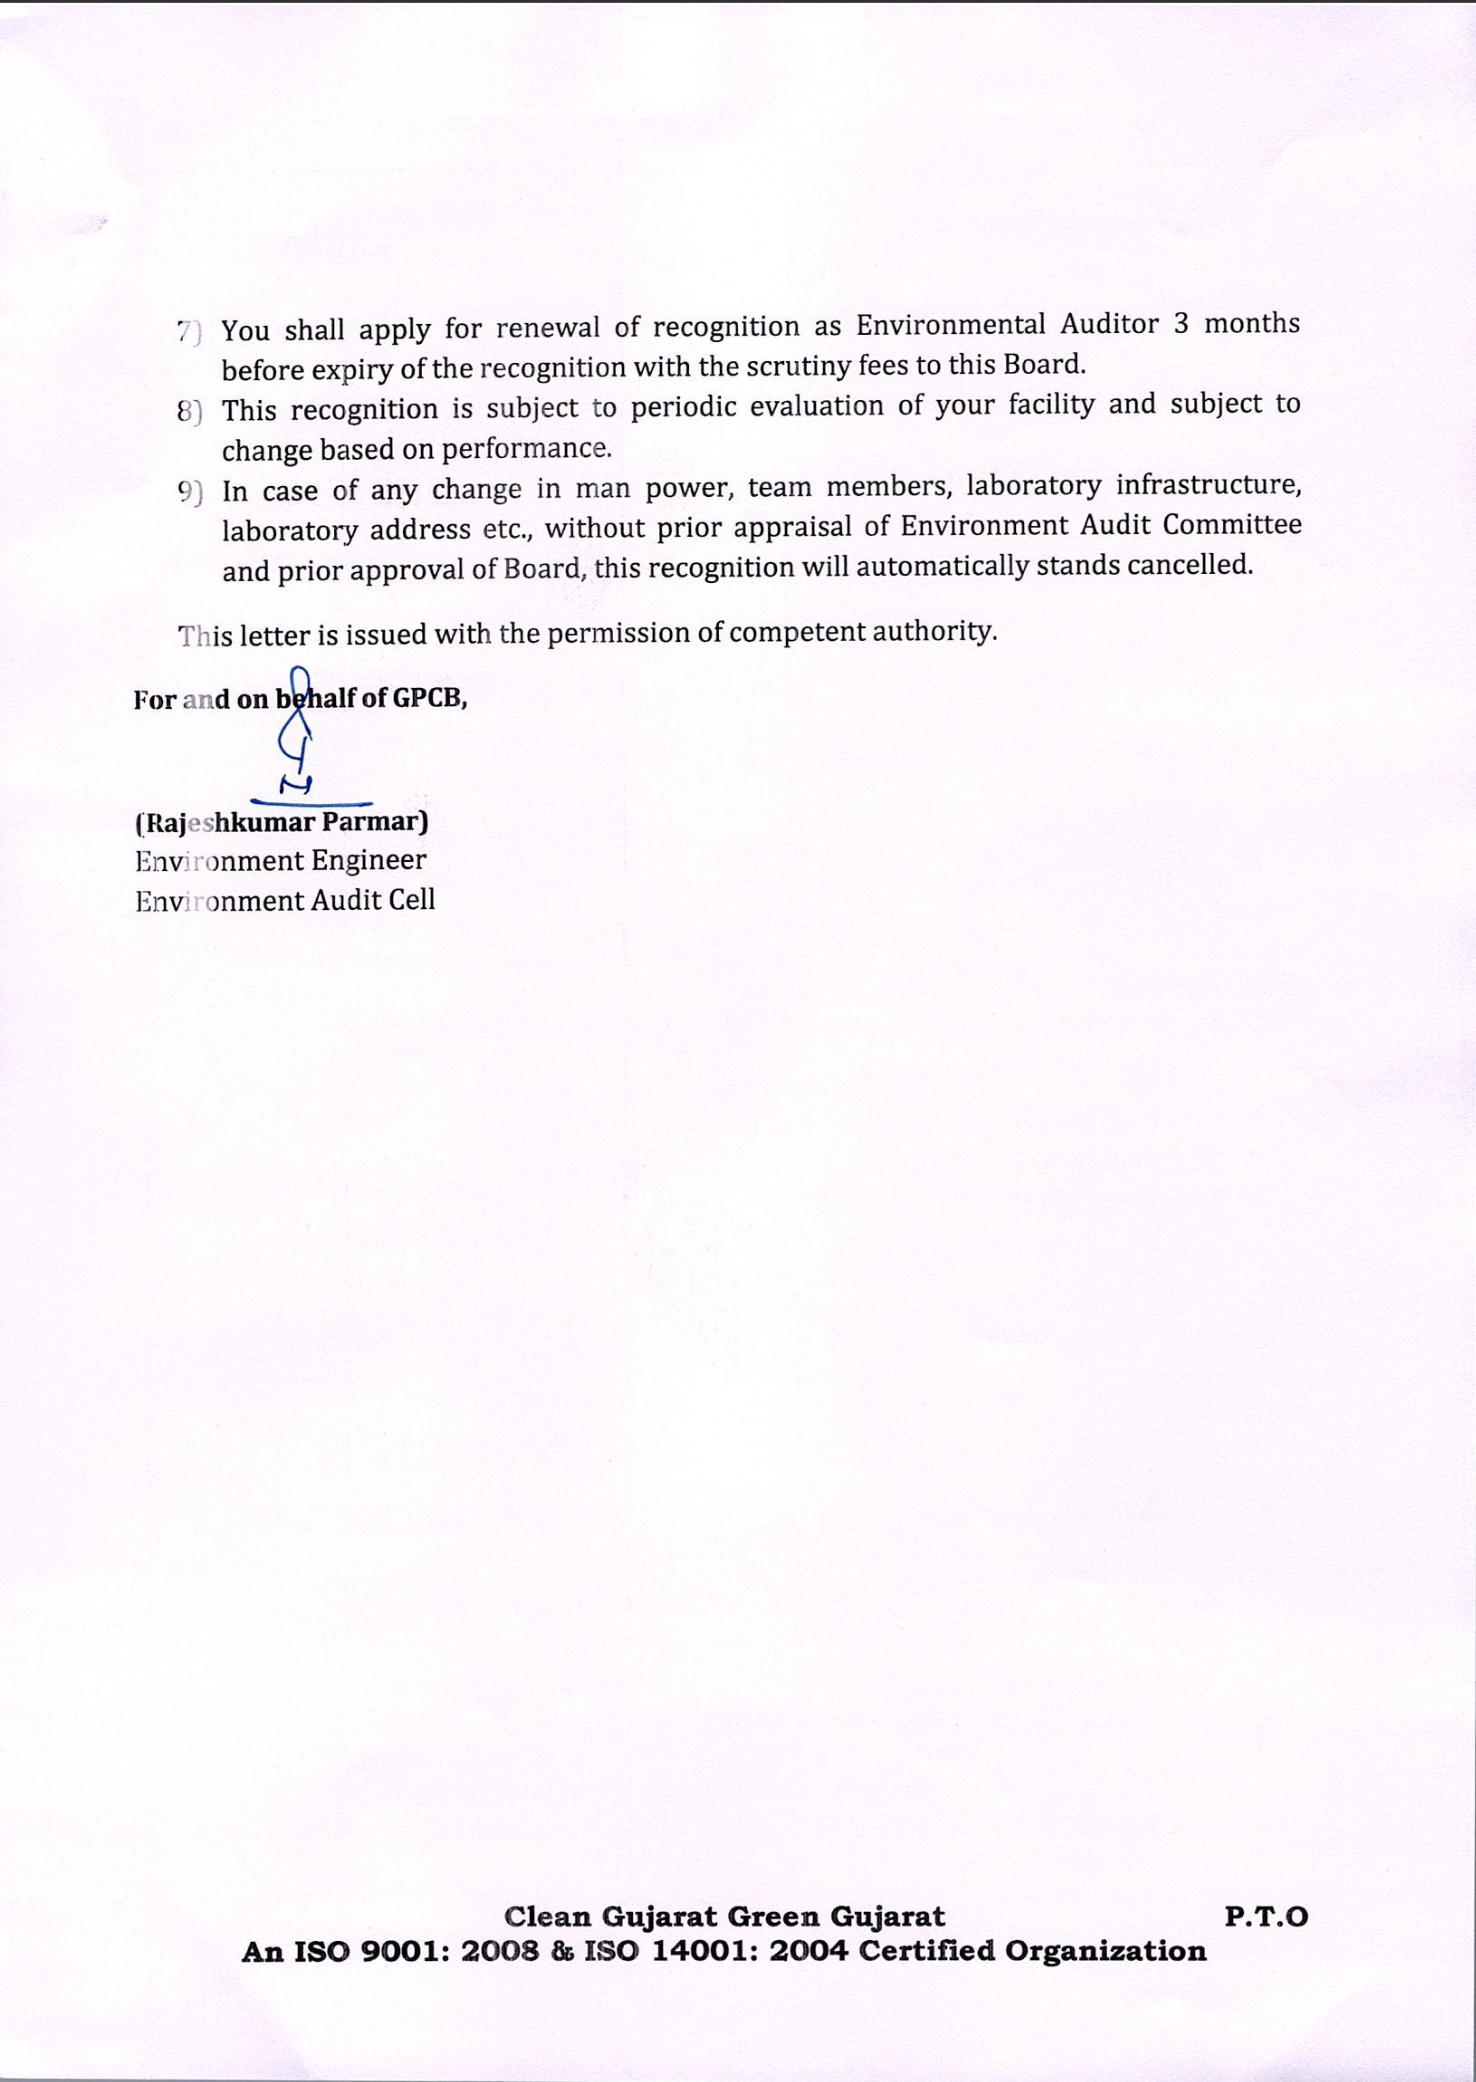 7) You shall apply for renewal of recognition as Environmental Auditor 3 months
before expiry of the recognition with the scrutiny fees to this Board.
8) This recognition is subject to periodic evaluation of your facility and subject to
change based on performance.
9) In case of any change in man power, team members, laboratory infrastructure,
laboratory address etc., without prior appraisal of Environment Audit Committee
and prior approval of Board, this recognition will automatically stands cancelled.
This letter is issued with the permission of competent authority.
For and on behalf of GPCB,
(Rajeshkumar Parmar)
Environment Engineer
Environment Audit Cell
Clean Gujarat Green Gujarat P.T.O
An ISO 9001: 2008 & ISO 14001: 2004 Certified Organization